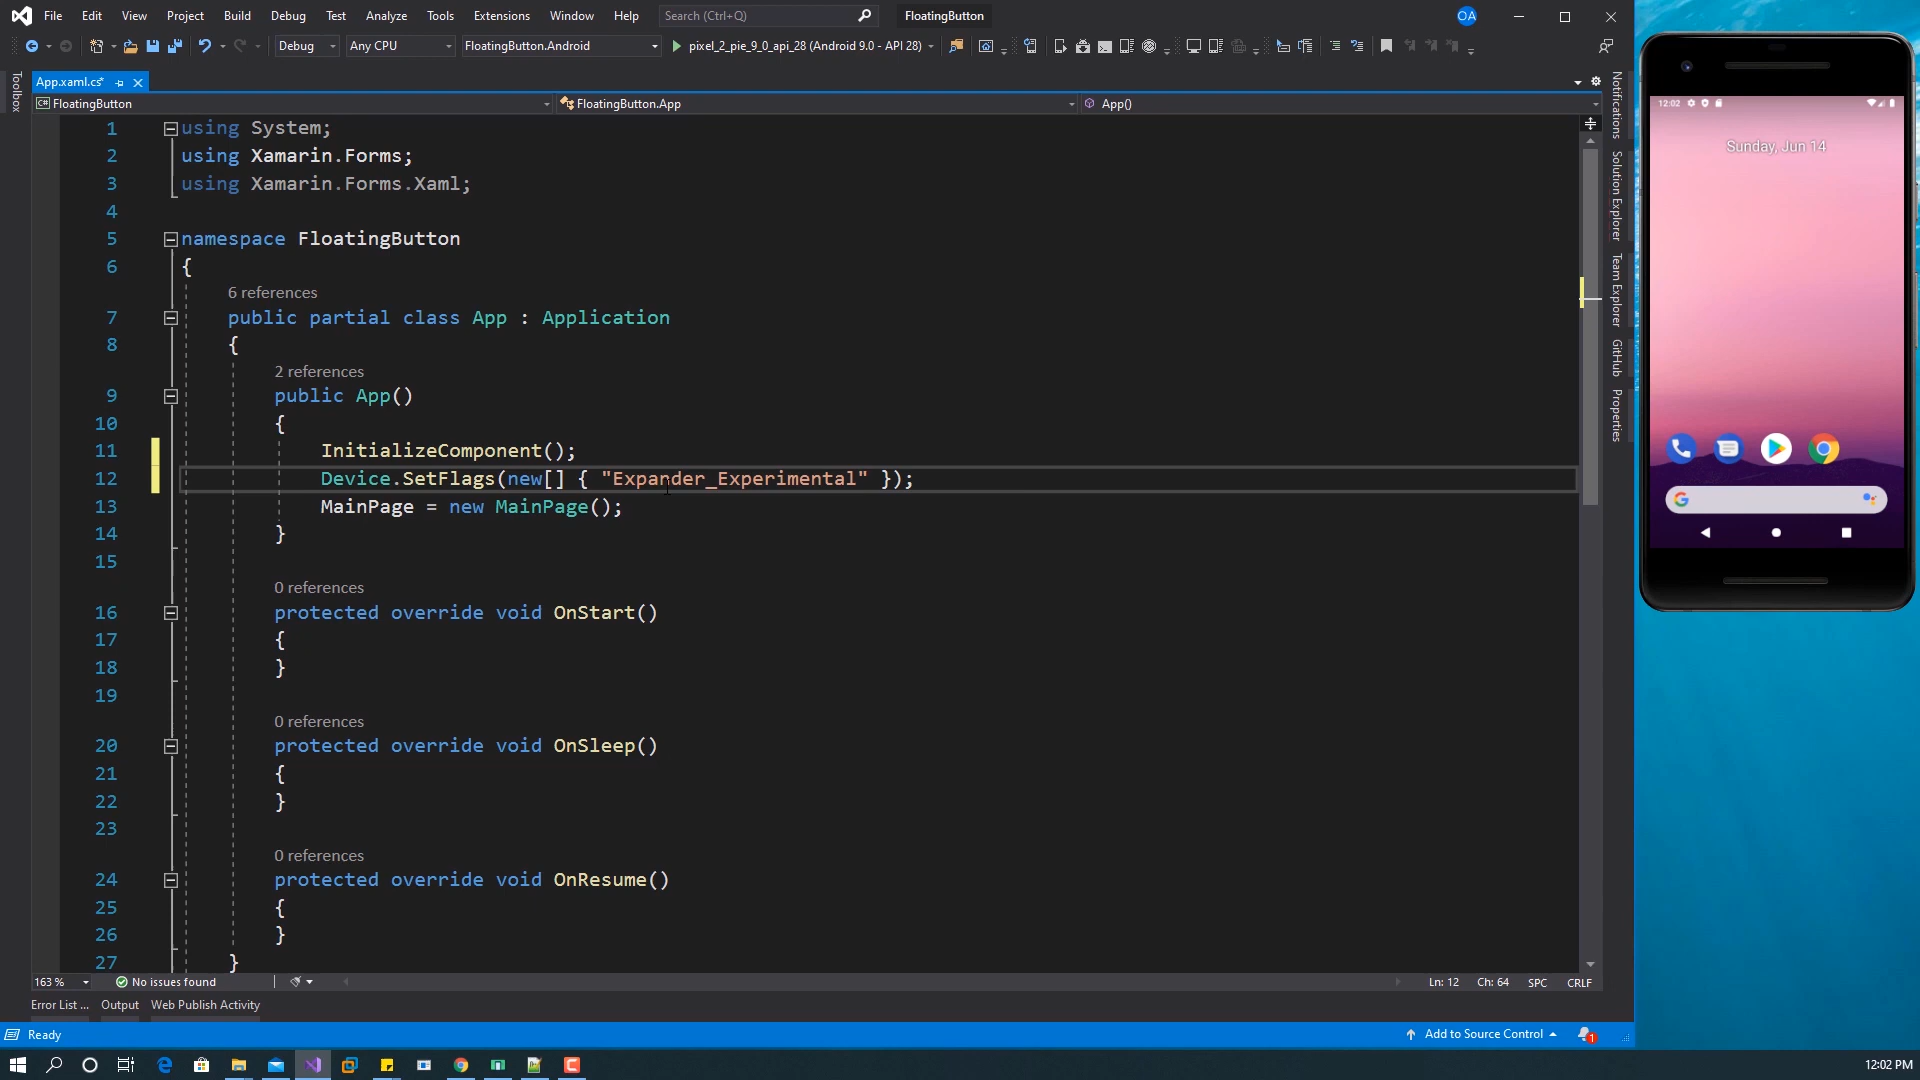 File Edit View Project Build Debug Test Analyze Tools Extensions Window Help Search (Ctrl+Q) FloatingButton OA
Debug Any CPU FloatingButton.Android pixel_2_pie_9_0_api_28 (Android 9.0 - API 28)
App.xaml.cs*
FloatingButton FloatingButton.App App()
Toolbox
1 using System;
2 using Xamarin.Forms;
3 using Xamarin.Forms.Xaml;
4
5 namespace FloatingButton
6 {
6 references
7 public partial class App : Application
8 {
2 references
9 public App()
10 {
11 InitializeComponent();
12 Device.SetFlags(new[] { "Expander_Experimental" });
13 MainPage = new MainPage();
14 }
15
0 references
16 protected override void OnStart()
17 {
18 }
19
0 references
20 protected override void OnSleep()
21 {
22 }
23
0 references
24 protected override void OnResume()
25 {
26 }
27 }
163 % No issues found Ln: 12 Ch: 64 SPC CRLF
Error List ... Output Web Publish Activity
Ready Add to Source Control 1
12:02 PM
Notifications
Solution Explorer
Team Explorer
GitHub
Properties
12:02
Sunday, Jun 14